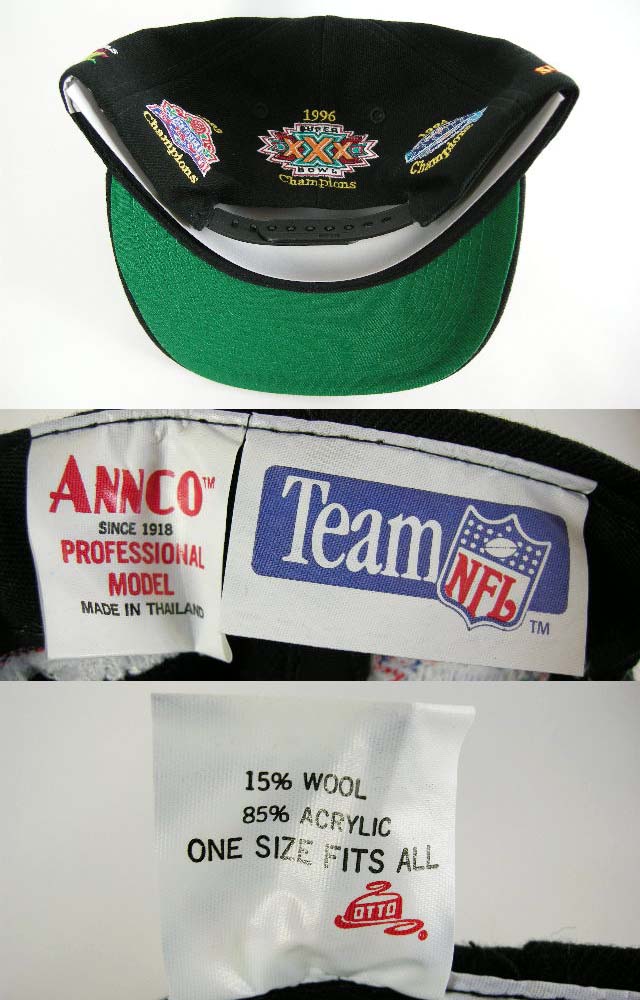 1996
SUPER
XXX
BOWL
Champions
Champions
Champions
ANNCO™
SINCE 1918
PROFESSIONAL
MODEL
MADE IN THAILAND
Team
NFL
TM
15% WOOL
85% ACRYLIC
ONE SIZE FITS ALL
OTTO
®